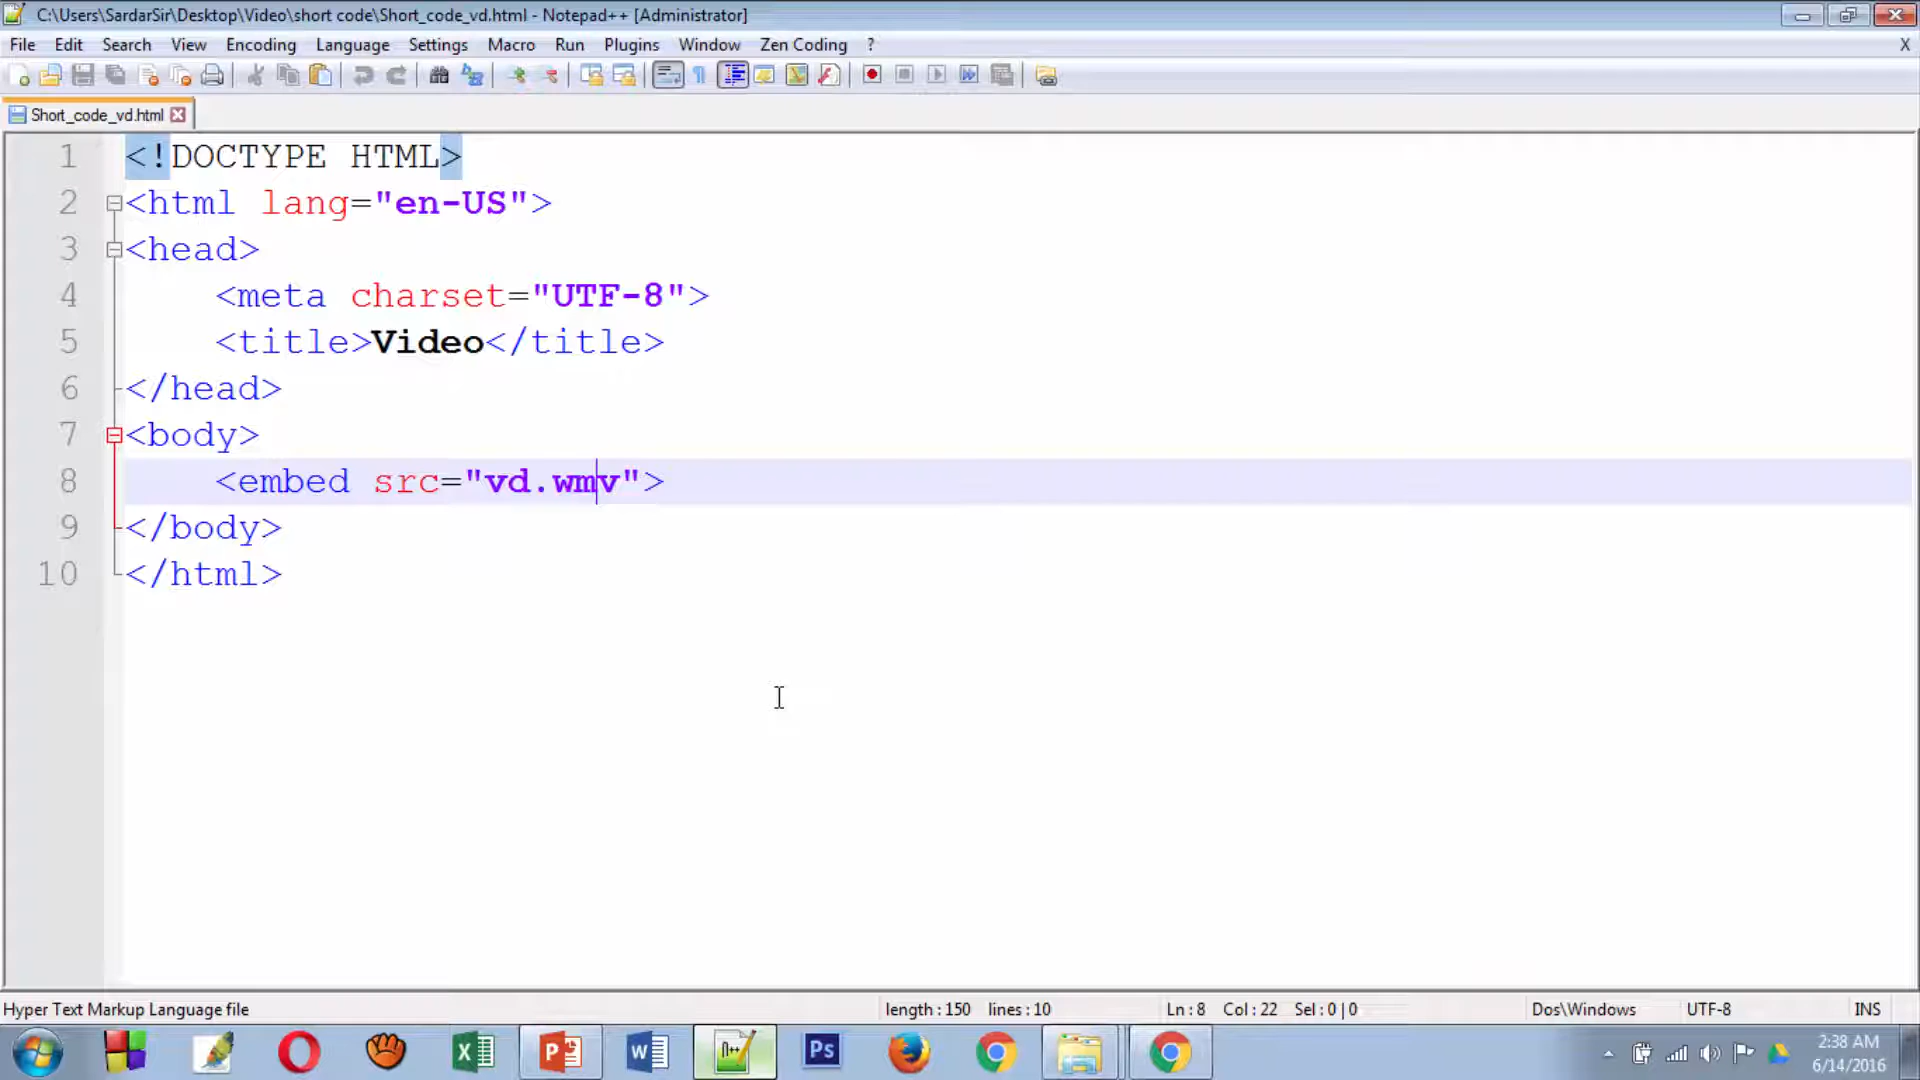 C:\Users\SardarSir\Desktop\Video\short code\Short_code_vd.html - Notepad++ [Administrator]
File Edit Search View Encoding Language Settings Macro Run Plugins Window Zen Coding ? X
Short_code_vd.html
1 <!DOCTYPE HTML>
2 <html lang="en-US">
3 <head>
4 <meta charset="UTF-8">
5 <title>Video</title>
6 </head>
7 <body>
8 <embed src="vd.wmv">
9 </body>
10 </html>
Hyper Text Markup Language file length : 150 lines : 10 Ln : 8 Col : 22 Sel : 0 | 0 Dos\Windows UTF-8 INS
2:38 AM
6/14/2016